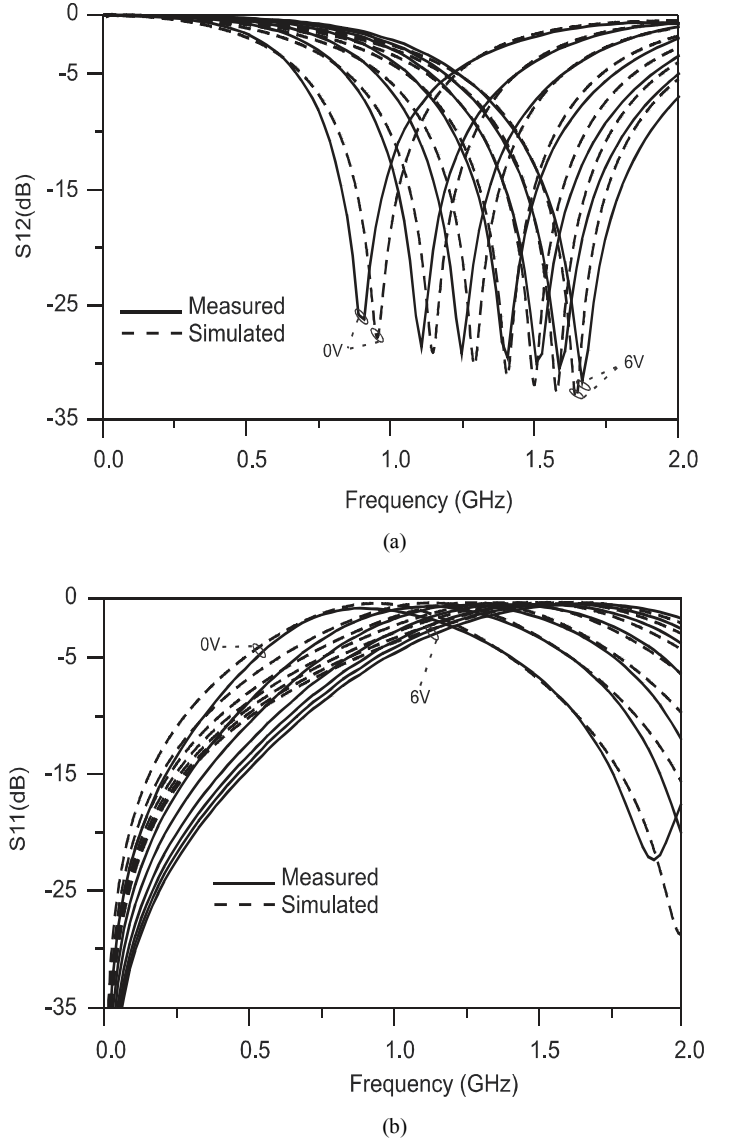 0
-5
-15
-25
-35
S12(dB)
Measured
Simulated
0V
6V
0.0 0.5 1.0 1.5 2.0
Frequency (GHz)
(a)
0
-5
-15
-25
-35
S11(dB)
0V
6V
Measured
Simulated
0.0 0.5 1.0 1.5 2.0
Frequency (GHz)
(b)